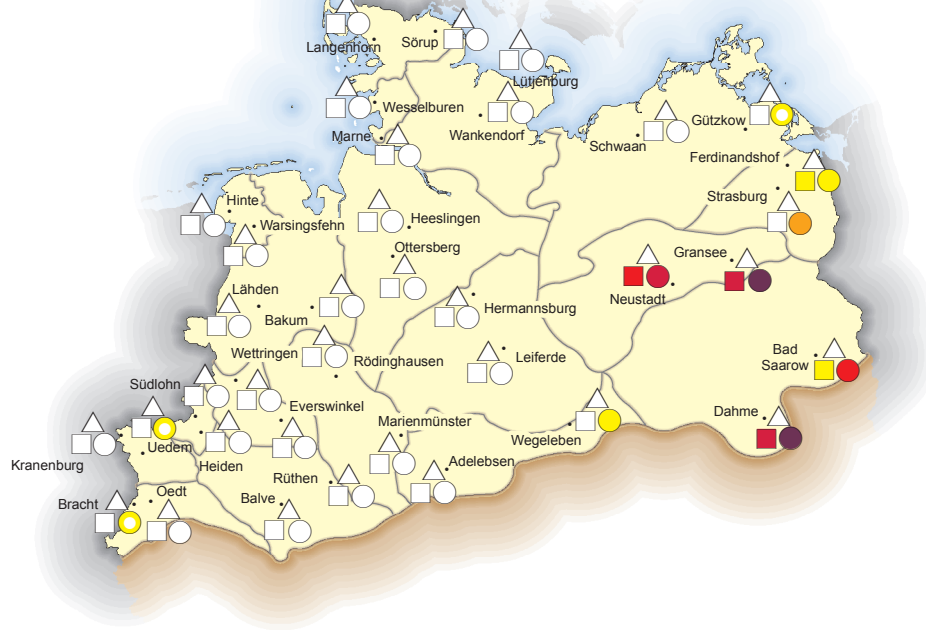 Langenhorn
Sörup
Lütjenburg
Wesselburen
Wankendorf
Gützkow
Marne
Schwaan
Ferdinandshof
Strasburg
Hinte
Warsingsfehn
Heeslingen
Ottersberg
Gransee
Neustadt
Lähden
Bakum
Hermannsburg
Wettringen
Rödinghausen
Leiferde
Bad
Saarow
Südlohn
Everswinkel
Marienmünster
Dahme
Wegeleben
Uedem
Kranenburg
Heiden
Adelebsen
Rüthen
Oedt
Bracht
Balve